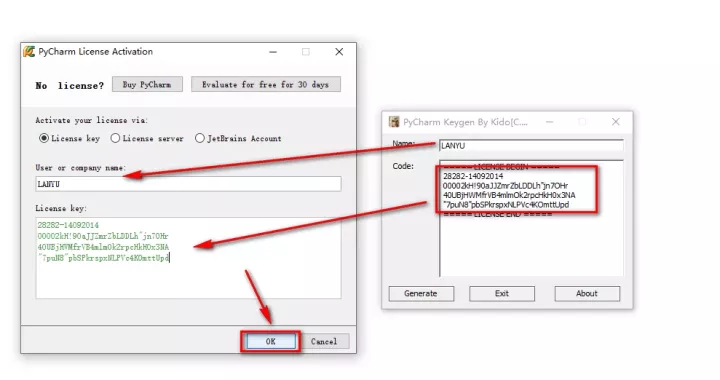 PyCharm License Activation
No license?
Buy PyCharm
Evaluate for free for 30 days
Activate your license via:
License key
License server
JetBrains Account
User or company name:
LANYU
License key:
28282-14092014
00002kH!90aJJZmrZbLDDLh"jn7OHr
40UBjHWMfrVB4mlmOk2rpcHkHOx3NA
"7puN8"pbSPkrspxNLPVc4KOmttUpd
OK
Cancel
PyCharm Keygen By Kido[C....
Name:
LANYU
Code:
===== LICENSE BEGIN =====
28282-14092014
00002kH!90aJJZmrZbLDDLh"jn7OHr
40UBjHWMfrVB4mlmOk2rpcHkHOx3NA
"7puN8"pbSPkrspxNLPVc4KOmttUpd
===== LICENSE END =====
Generate
Exit
About